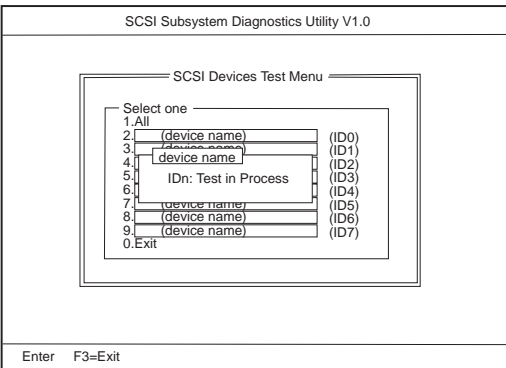 SCSI Subsystem Diagnostics Utility V1.0
SCSI Devices Test Menu
Select one
1.All
2. (device name) (ID0)
3. (device name) (ID1)
device name
4. (ID2)
5. IDn: Test in Process (ID3)
6. (ID4)
7. (device name) (ID5)
8. (device name) (ID6)
9. (device name) (ID7)
0.Exit
Enter F3=Exit